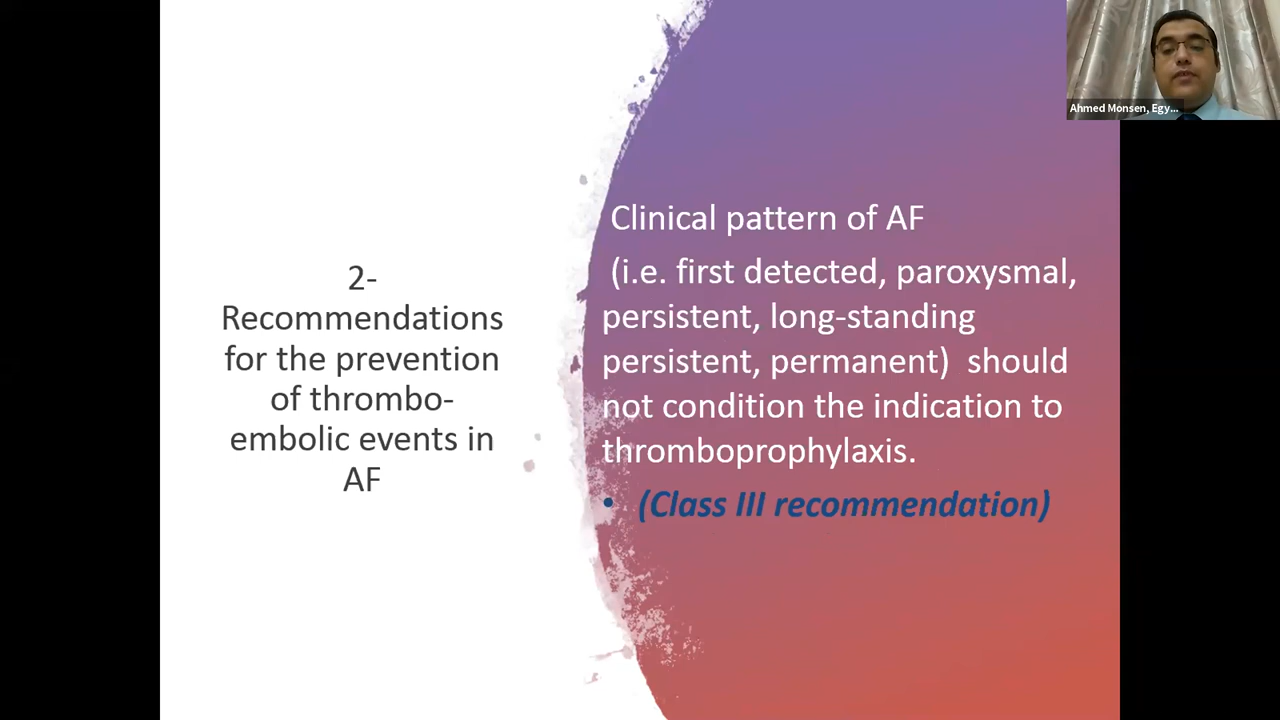 2-
Recommendations
for the prevention
of thrombo-
embolic events in
AF
Clinical pattern of AF
(i.e. first detected, paroxysmal,
persistent, long-standing
persistent, permanent) should
not condition the indication to
thromboprophylaxis.
• (Class III recommendation)
Ahmed Monsen, Egy...